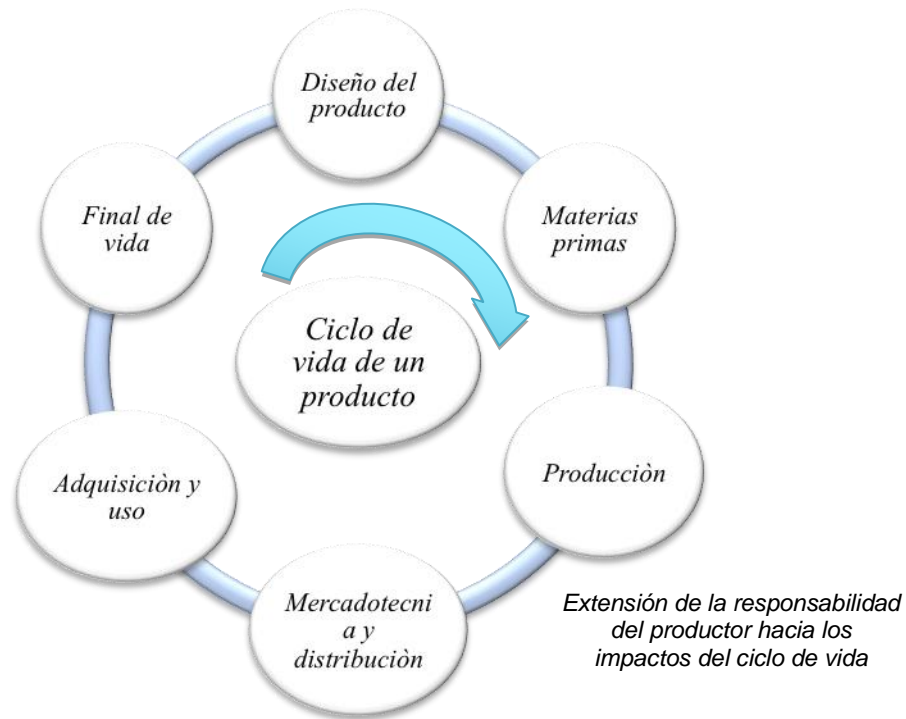 Diseño del
producto
Final de
vida
Materias
primas
Ciclo de
vida de un
producto
Producciòn
Adquisiciòn y
uso
Mercadotecni
a y
distribuciòn
Extensión de la responsabilidad
del productor hacia los
impactos del ciclo de vida